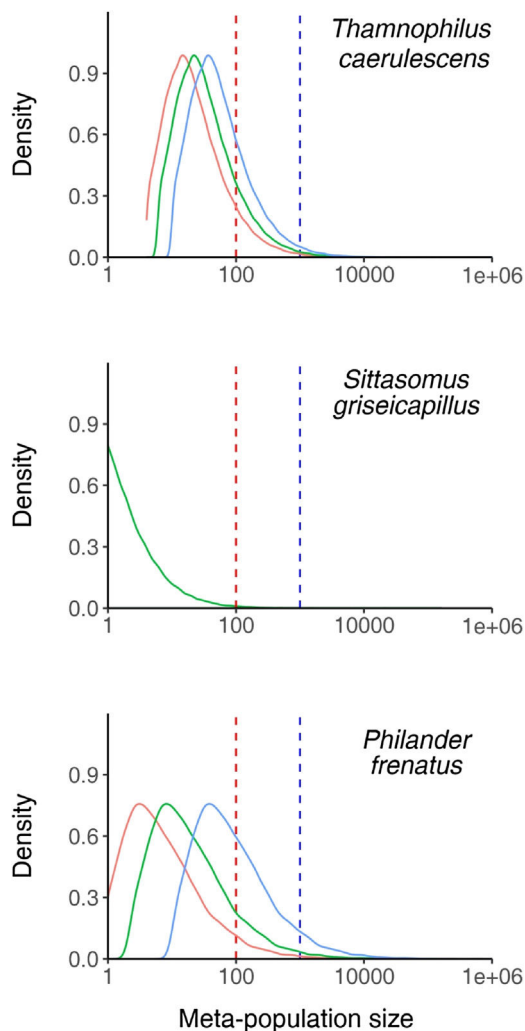 Thamnophilus
caerulescens
Density
0.9
0.6
0.3
0.0
1
100
10000
1e+06
Sittasomus
griseicapillus
Density
0.9
0.6
0.3
0.0
1
100
10000
1e+06
Philander
frenatus
Density
0.9
0.6
0.3
0.0
1
100
10000
1e+06
Meta-population size